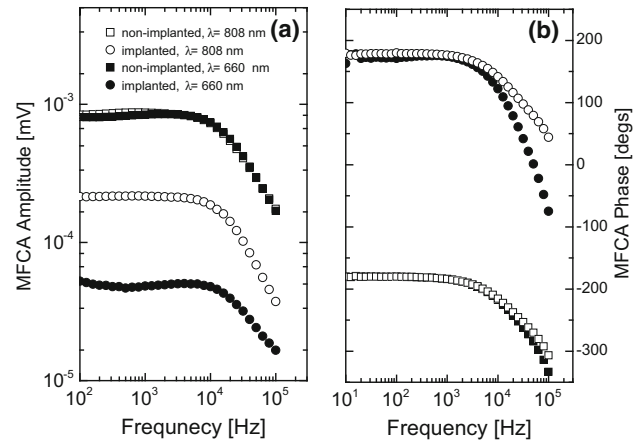 (a)
non-implanted, λ= 808 nm
implanted, λ= 808 nm
non-implanted, λ= 660 nm
implanted, λ= 660 nm
MFCA Amplitude [mV]
10^-3
10^-4
10^-5
10^2 10^3 10^4 10^5
Frequnecy [Hz]
(b)
200
100
0
-100
-200
-300
MFCA Phase [degs]
10^1 10^2 10^3 10^4 10^5
Frequency [Hz]